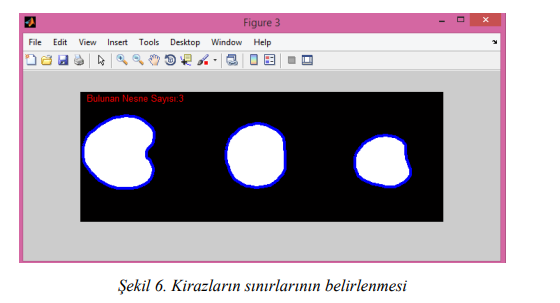 Figure 3
File Edit View Insert Tools Desktop Window Help
Bulunan Nesne Sayısı:3
Şekil 6. Kirazların sınırlarının belirlenmesi